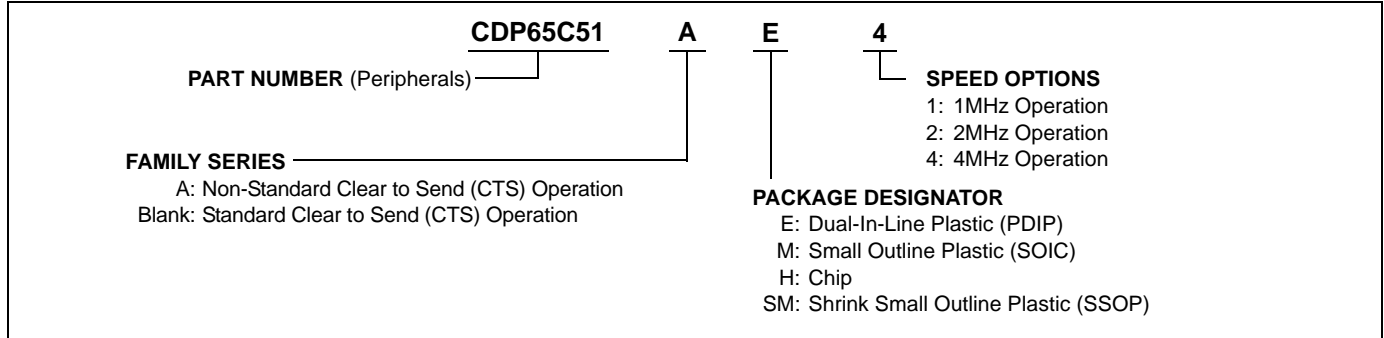 CDP65C51 A E 4
PART NUMBER (Peripherals)
SPEED OPTIONS
1: 1MHz Operation
2: 2MHz Operation
4: 4MHz Operation
FAMILY SERIES
A: Non-Standard Clear to Send (CTS) Operation
Blank: Standard Clear to Send (CTS) Operation
PACKAGE DESIGNATOR
E: Dual-In-Line Plastic (PDIP)
M: Small Outline Plastic (SOIC)
H: Chip
SM: Shrink Small Outline Plastic (SSOP)